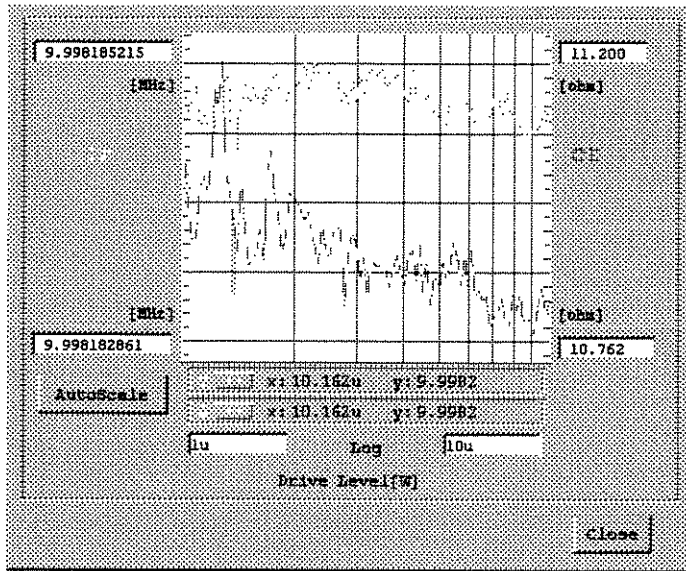 9.998185215
11.200
[MHz]
[ohm]
[MHz]
[ohm]
9.998182861
10.762
AutoScale
x: 10.162u y: 9.9982
x: 10.162u y: 9.9982
1u
Log
10u
Drive Level[W]
Close